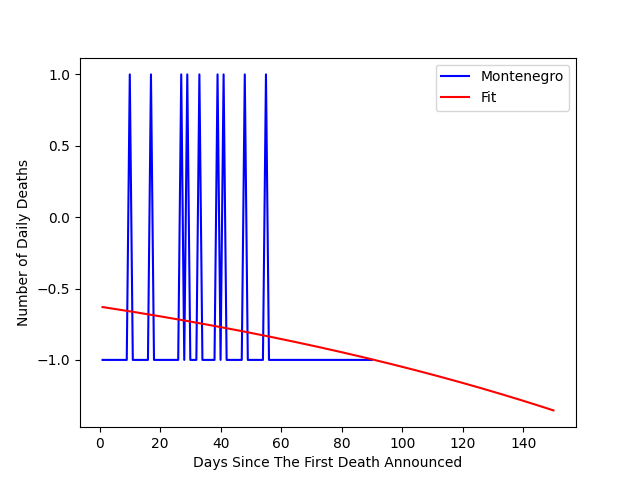 Montenegro
Fit
1.0
0.5
0.0
−0.5
−1.0
Number of Daily Deaths
0 20 40 60 80 100 120 140
Days Since The First Death Announced